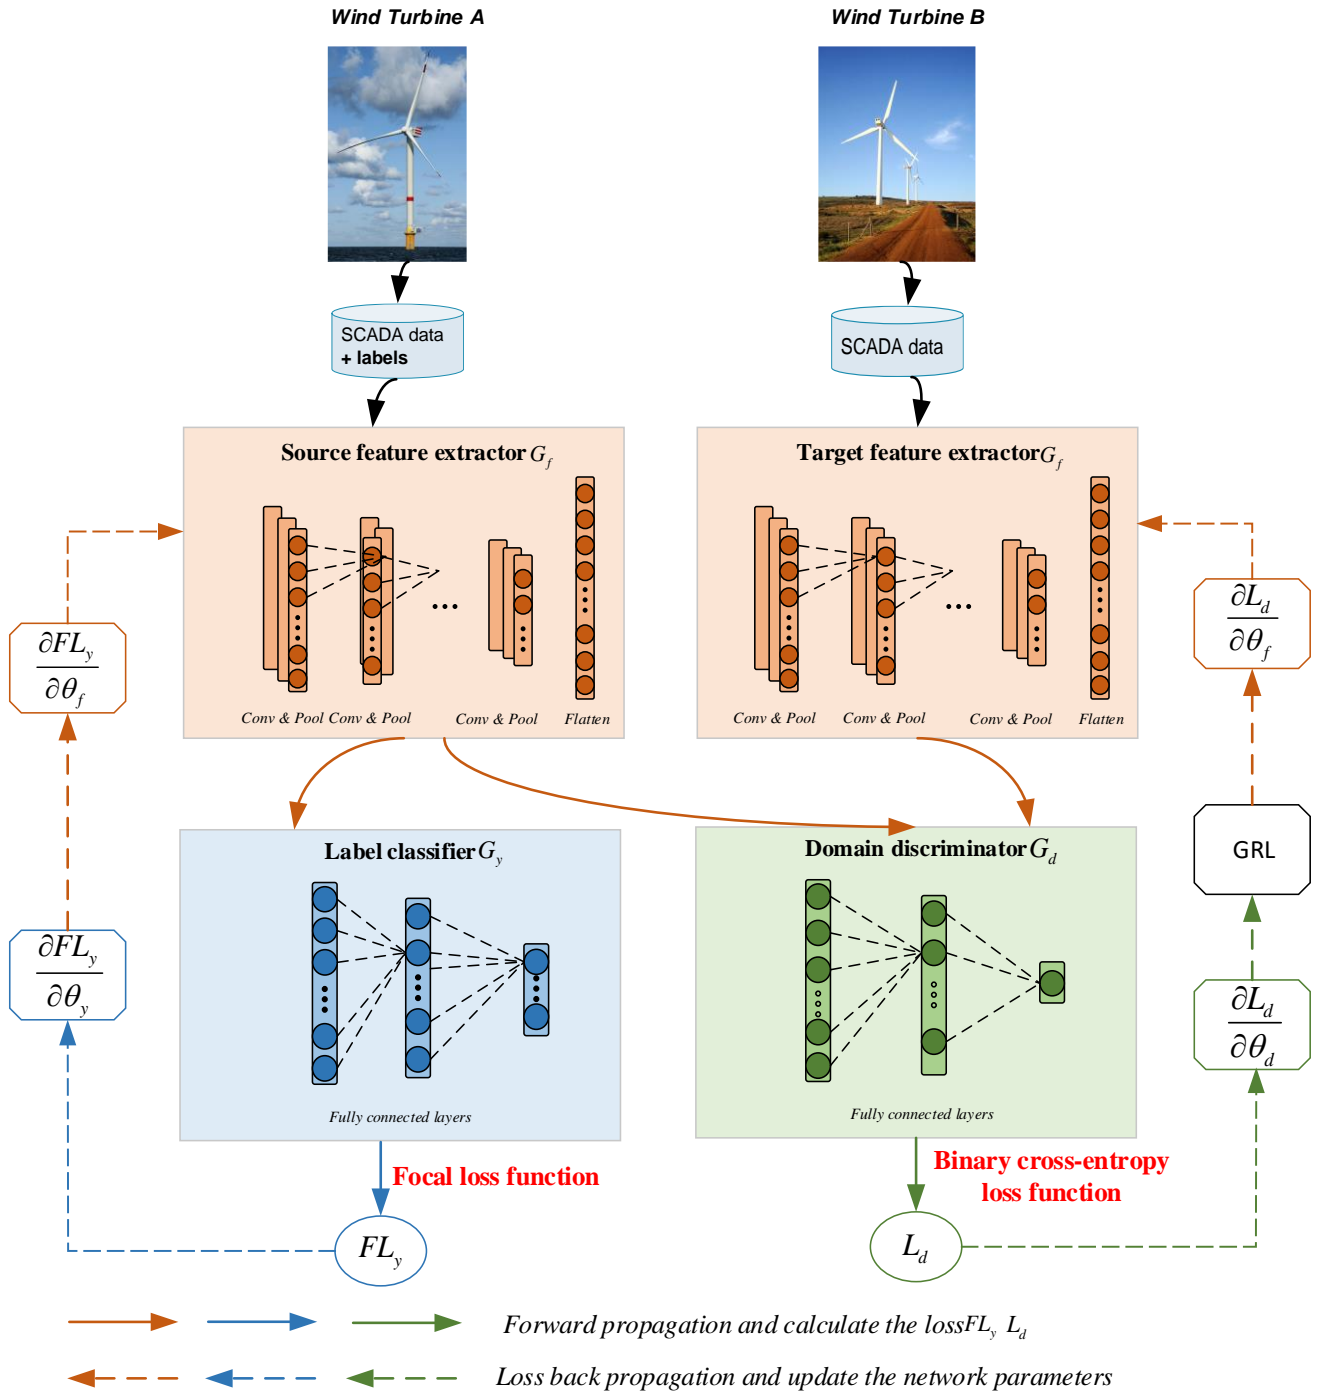 Wind Turbine A
Wind Turbine B
SCADA data
+ labels
SCADA data
Source feature extractor G_f
Target feature extractor G_f
...
...
Conv & Pool Conv & Pool Conv & Pool Flatten
Conv & Pool Conv & Pool Conv & Pool Flatten
∂FL_y
∂θ_f
∂L_d
∂θ_f
Label classifier G_y
Domain discriminator G_d
GRL
∂FL_y
∂θ_y
∂L_d
∂θ_d
Fully connected layers
Fully connected layers
Focal loss function
Binary cross-entropy
loss function
FL_y
L_d
Forward propagation and calculate the loss FL_y L_d
Loss back propagation and update the network parameters